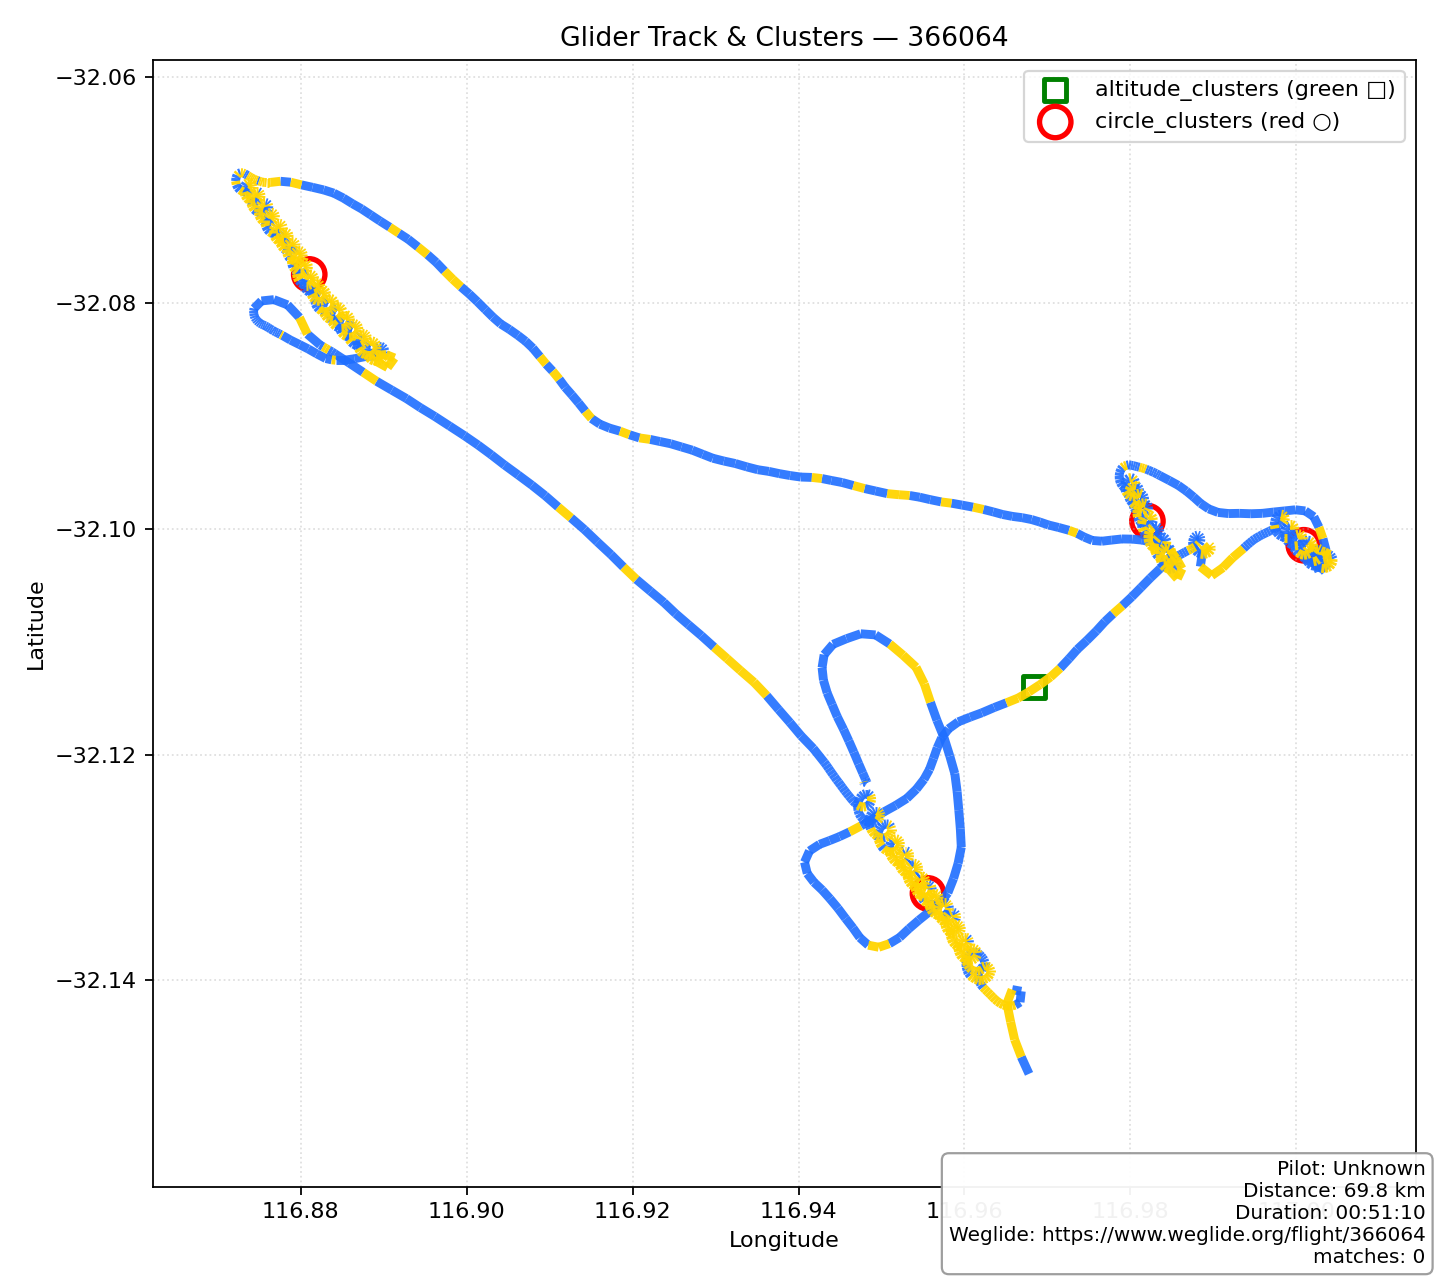 Glider Track & Clusters — 366064
altitude_clusters (green □)
circle_clusters (red ○)
−32.06
−32.08
−32.10
−32.12
−32.14
Latitude
116.88
116.90
116.92
116.94
116.96
116.98
Longitude
Pilot: Unknown
Distance: 69.8 km
Duration: 00:51:10
Weglide: https://www.weglide.org/flight/366064
matches: 0